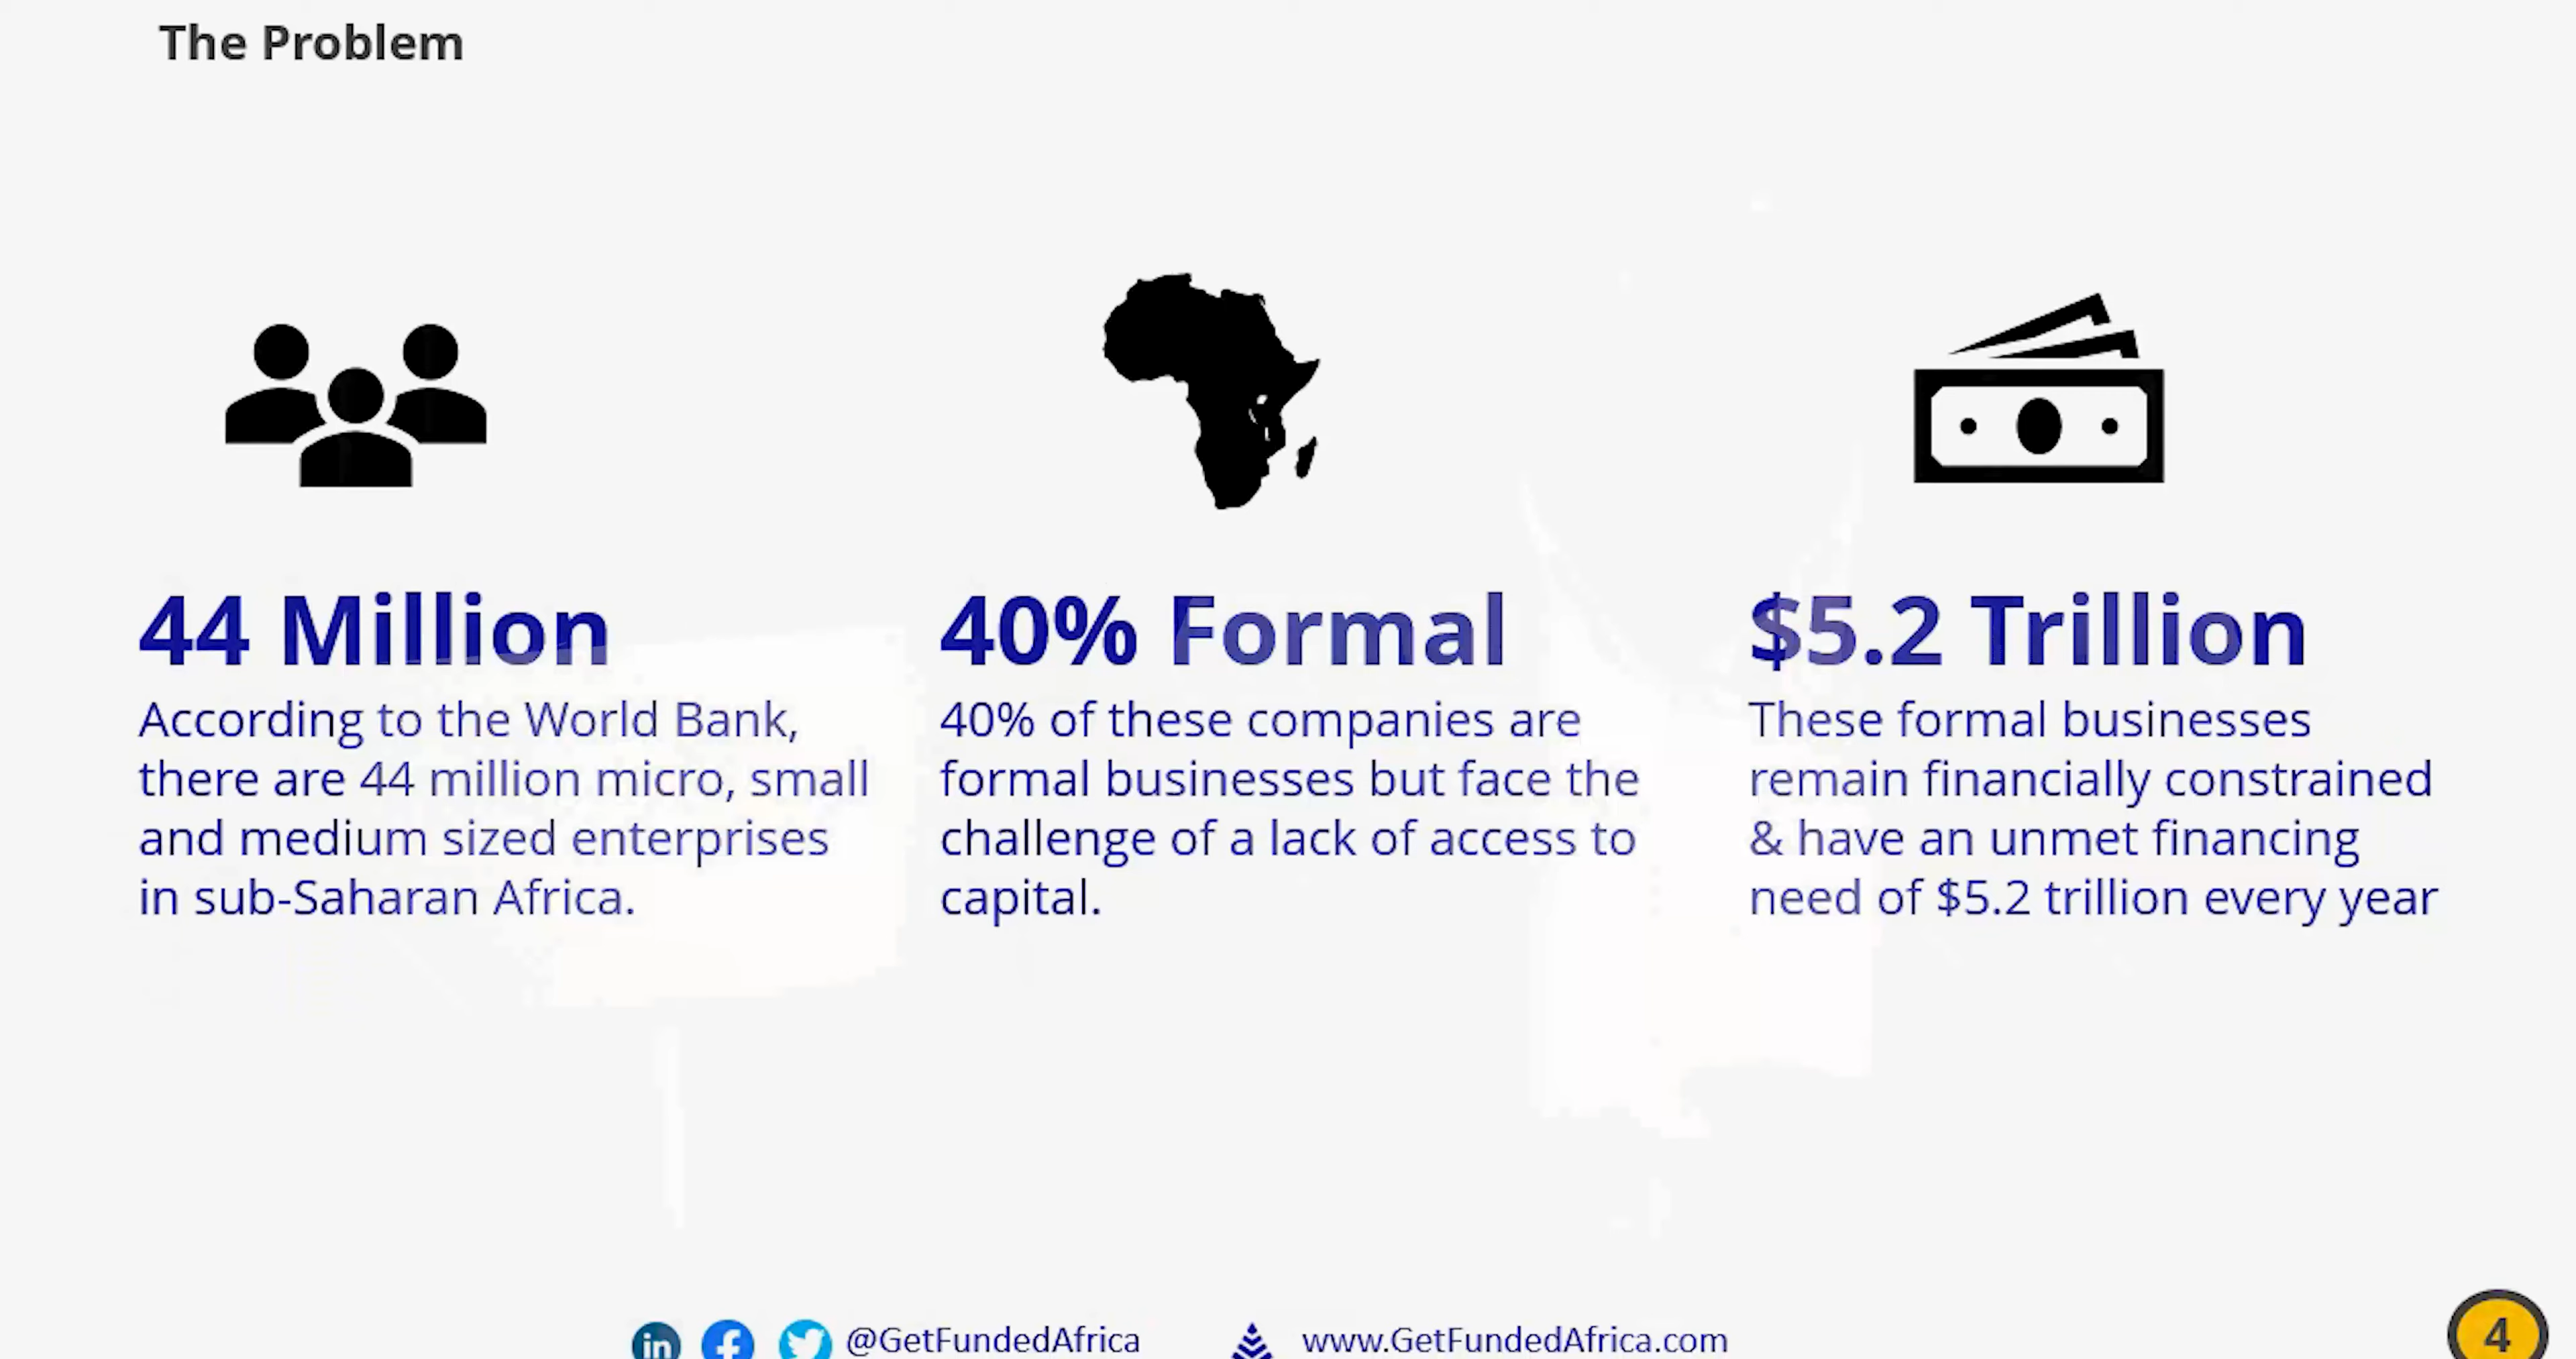 The Problem
44 Million
According to the World Bank,
there are 44 million micro, small
and medium sized enterprises
in sub-Saharan Africa.
40% Formal
40% of these companies are
formal businesses but face the
challenge of a lack of access to
capital.
$5.2 Trillion
These formal businesses
remain financially constrained
& have an unmet financing
need of $5.2 trillion every year
in f @GetFundedAfrica www.GetFundedAfrica.com
4